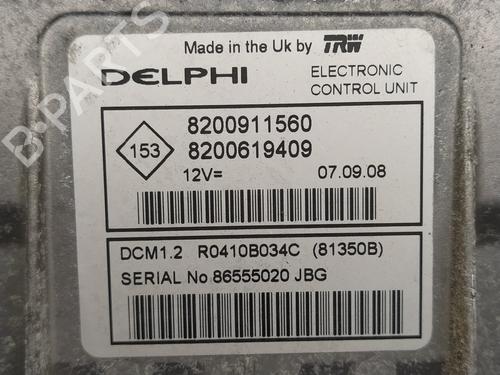 Made in the Uk by TRW
DELPHI
ELECTRONIC
CONTROL UNIT
153
8200911560
8200619409
12V=
07.09.08
DCM1.2 R0410B034C (81350B)
SERIAL No 86555020 JBG
B-PARTS